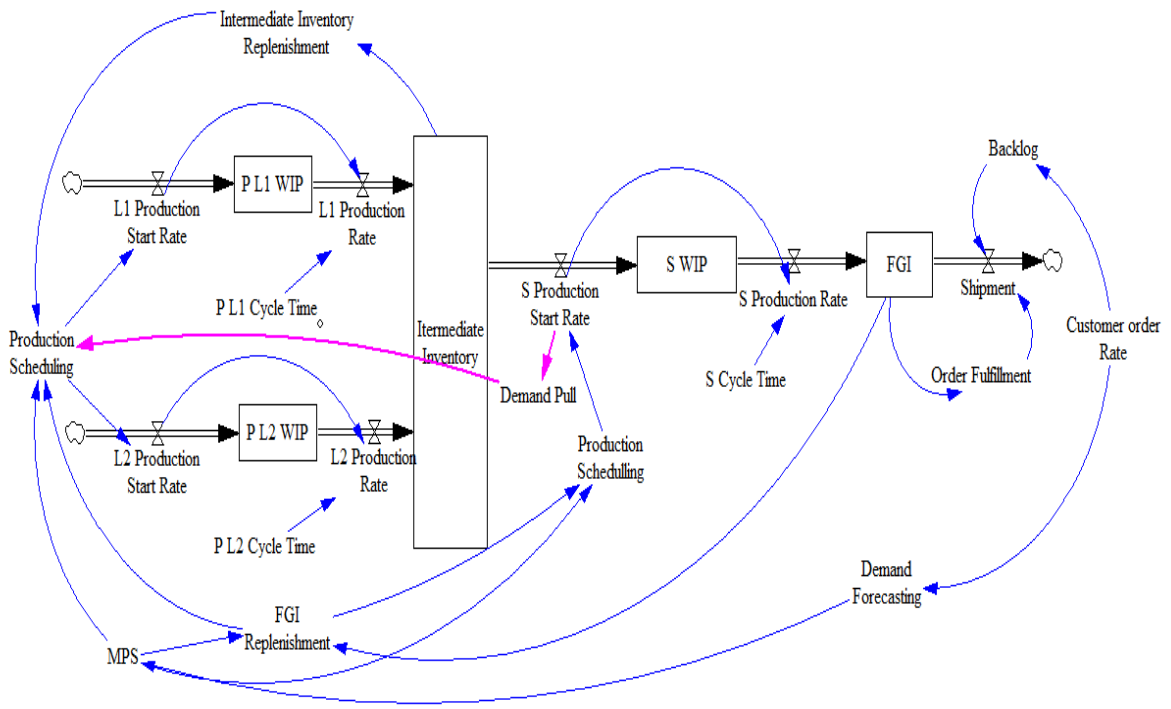 Intermediate Inventory
Replenishment
Backlog
P L1 WIP
L1 Production
Start Rate
L1 Production
Rate
S WIP
FGI
S Production
Start Rate
S Production Rate
Shipment
P L1 Cycle Time
Production
Scheduling
Itermediate
Inventory
Customer order
Rate
S Cycle Time
Order Fulfillment
Demand Pull
P L2 WIP
L2 Production
Start Rate
L2 Production
Rate
Production
Schedulling
P L2 Cycle Time
Demand
Forecasting
FGI
Replenishment
MPS